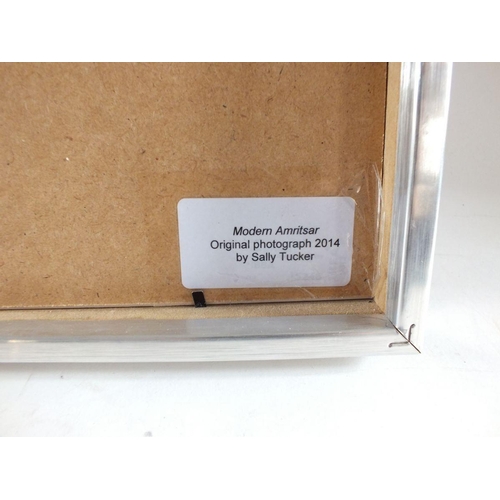 Modern Amritsar
Original photograph 2014
by Sally Tucker